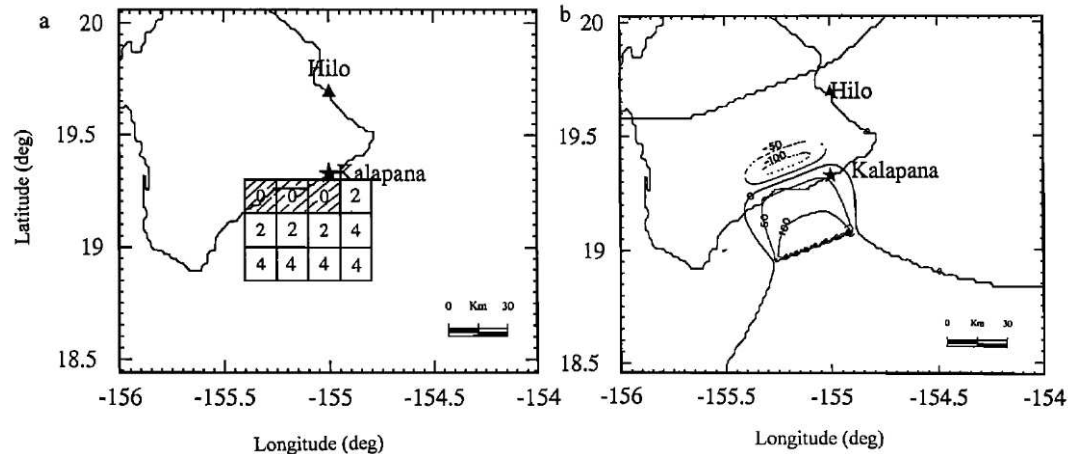 a
20
19.5
19
18.5
Latitude (deg)
Hilo
Kalapana
0 0 0 2
2 2 2 4
4 4 4 4
0 Km 30
-156 -155.5 -155 -154.5 -154
Longitude (deg)
b
20
19.5
19
18.5
Hilo
-50
-100
Kalapana
0
50
100
0
0
0 Km 30
-156 -155.5 -155 -154.5 -154
Longitude (deg)